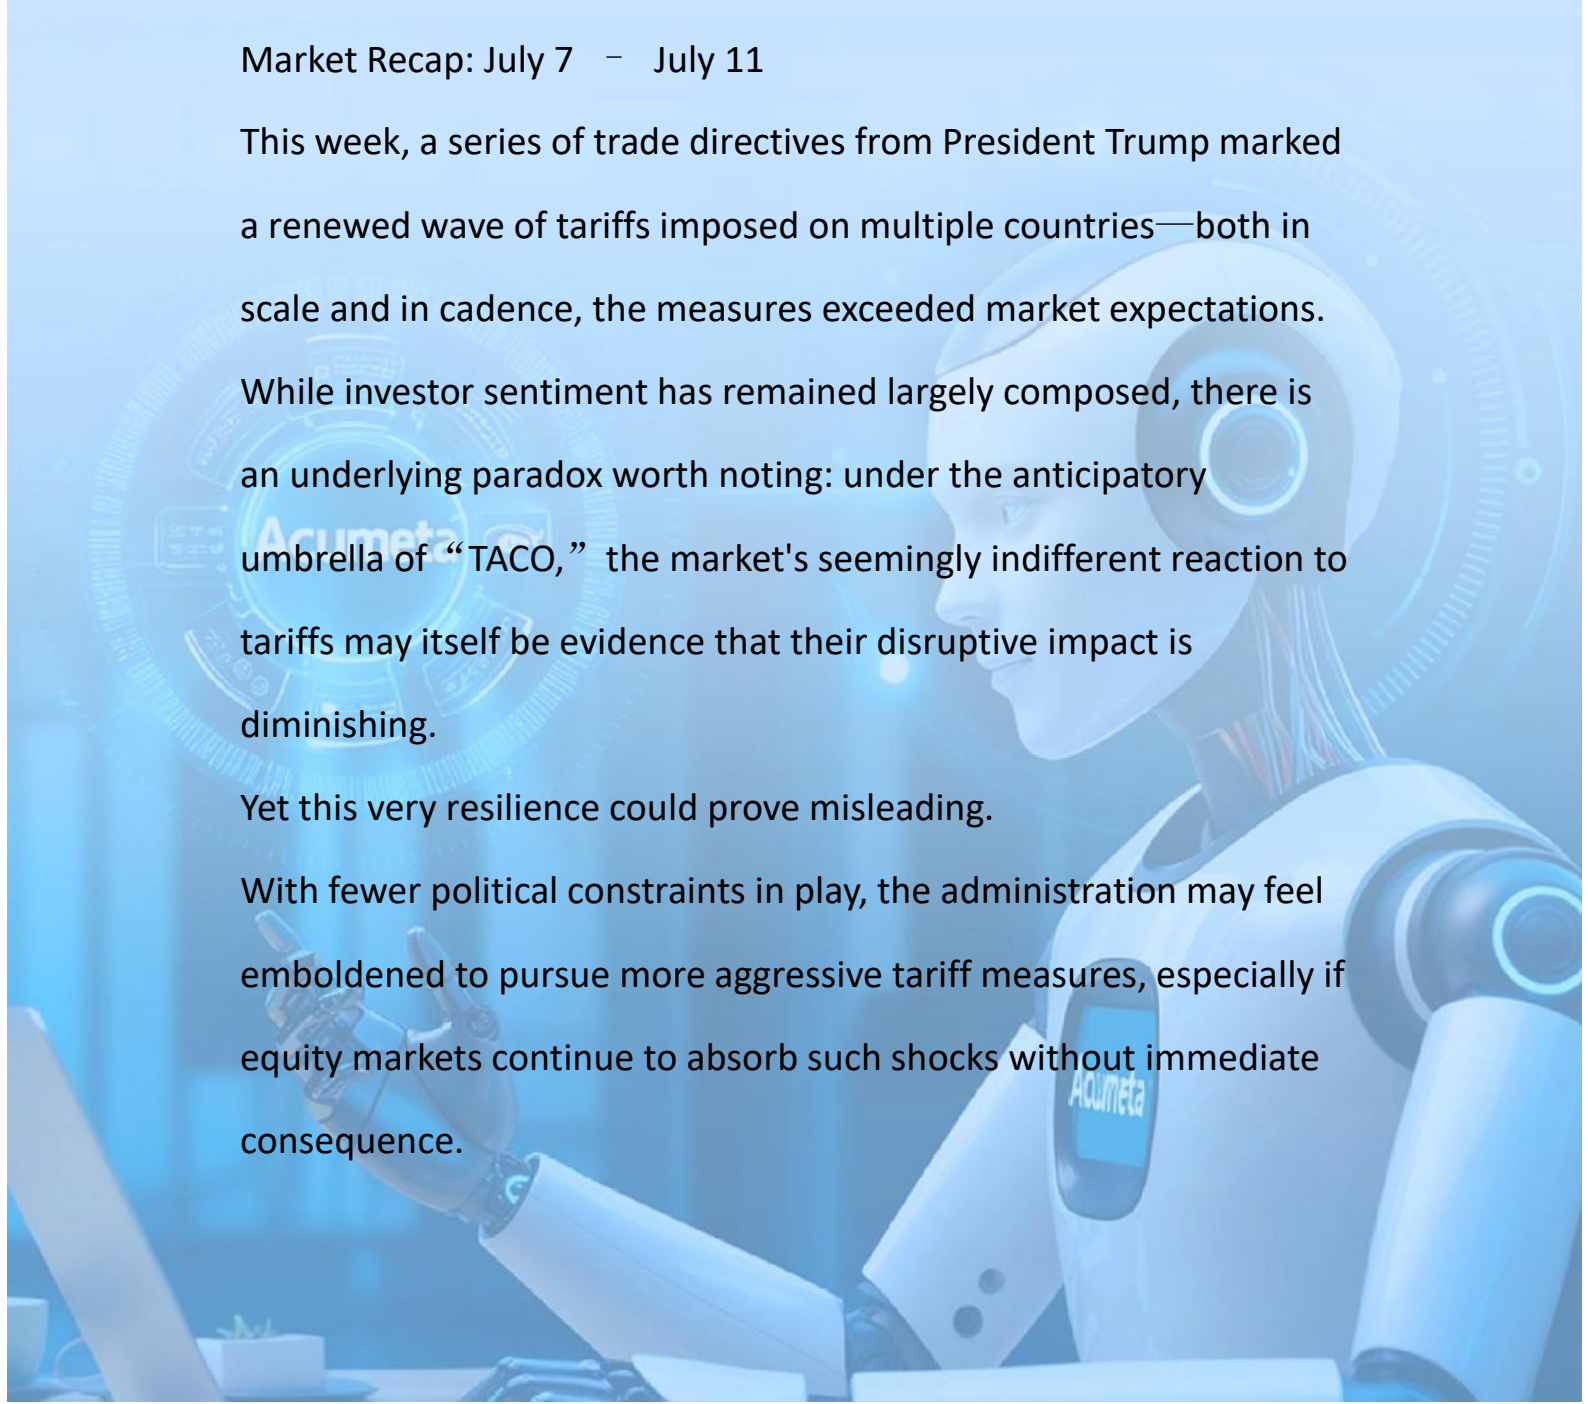 Market Recap: July 7 – July 11
This week, a series of trade directives from President Trump marked
a renewed wave of tariffs imposed on multiple countries—both in
scale and in cadence, the measures exceeded market expectations.
While investor sentiment has remained largely composed, there is
an underlying paradox worth noting: under the anticipatory
Acumeta
umbrella of “TACO,” the market's seemingly indifferent reaction to
tariffs may itself be evidence that their disruptive impact is
diminishing.
Yet this very resilience could prove misleading.
With fewer political constraints in play, the administration may feel
emboldened to pursue more aggressive tariff measures, especially if
equity markets continue to absorb such shocks without immediate
Acumeta
consequence.